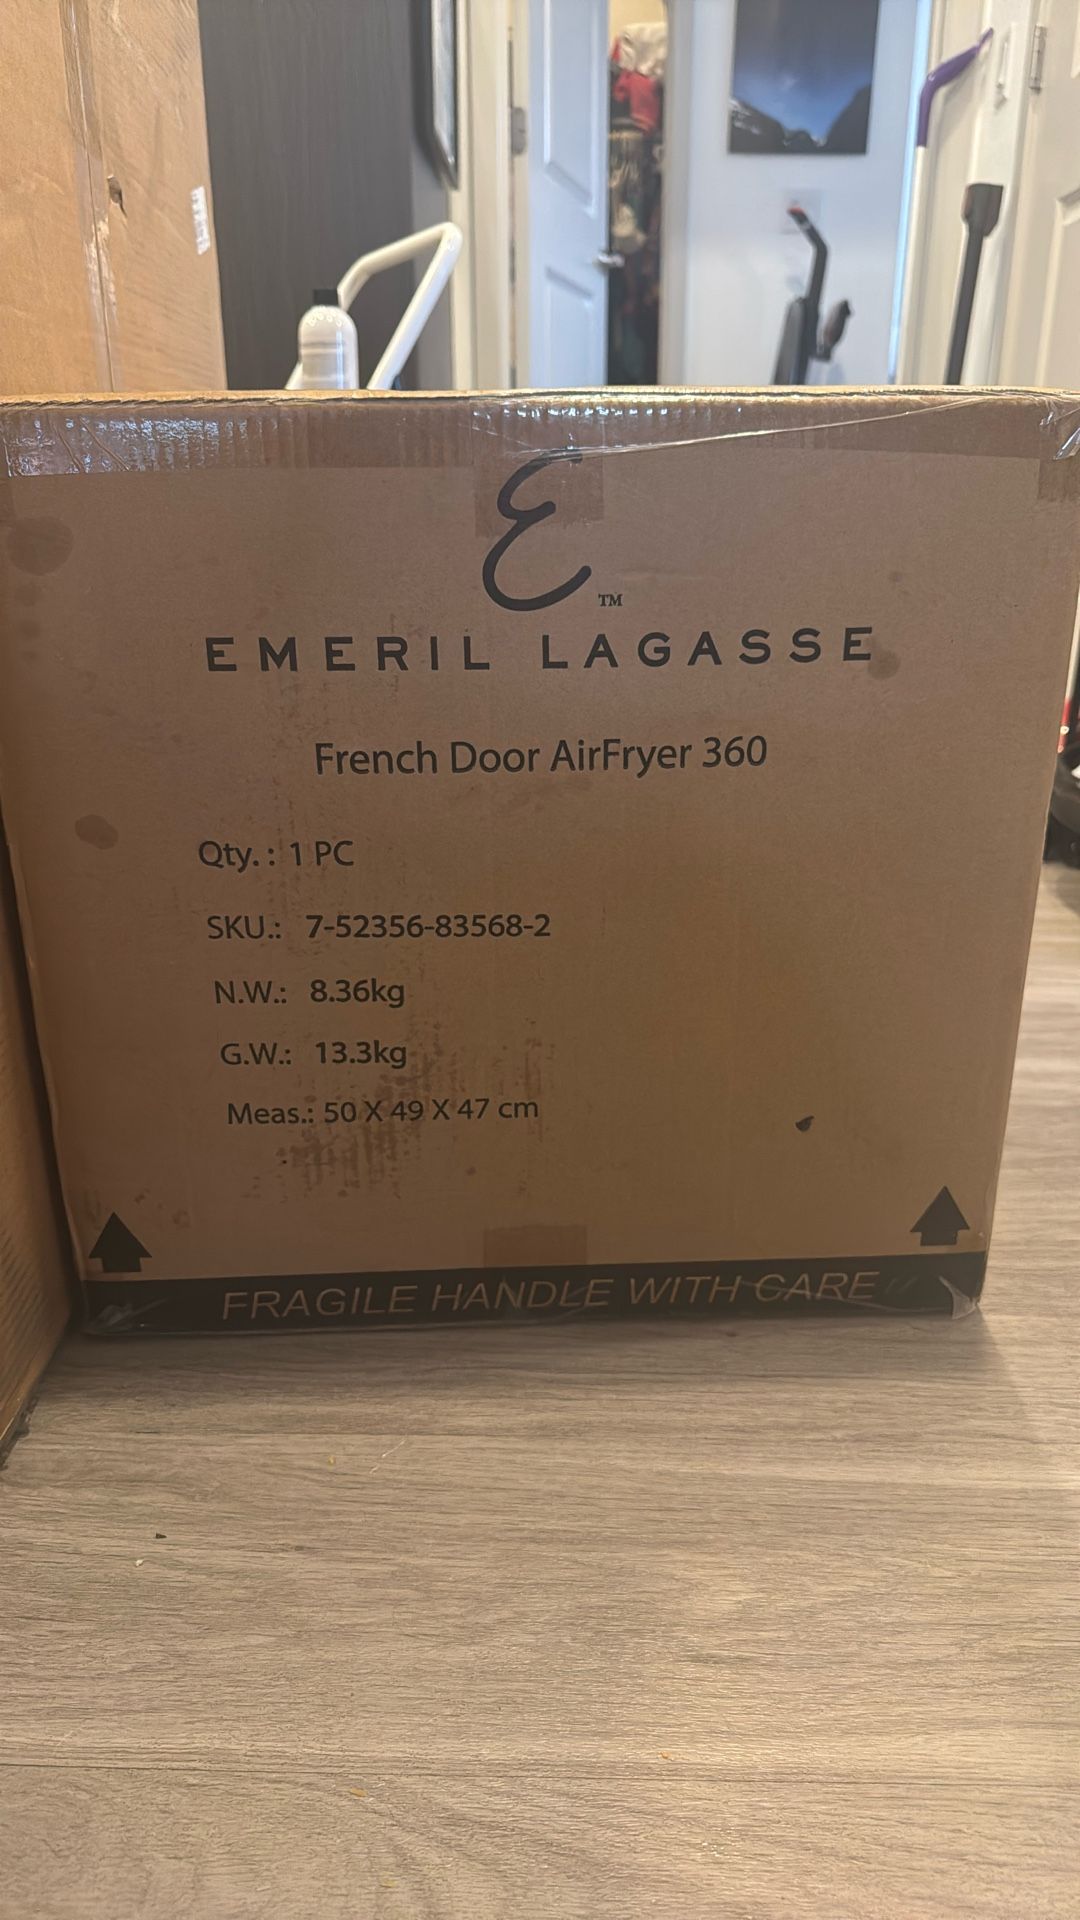 E TM
EMERIL LAGASSE
French Door AirFryer 360
Qty.: 1 PC
SKU.: 7-52356-83568-2
N.W.: 8.36kg
G.W.: 13.3kg
Meas.: 50 X 49 X 47 cm
FRAGILE HANDLE WITH CARE